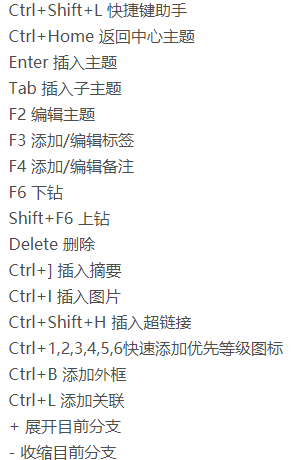 Ctrl+Shift+L 快捷键助手
Ctrl+Home 返回中心主题
Enter 插入主题
Tab 插入子主题
F2 编辑主题
F3 添加/编辑标签
F4 添加/编辑备注
F6 下钻
Shift+F6 上钻
Delete 删除
Ctrl+] 插入摘要
Ctrl+I 插入图片
Ctrl+Shift+H 插入超链接
Ctrl+1,2,3,4,5,6快速添加优先等级图标
Ctrl+B 添加外框
Ctrl+L 添加关联
+ 展开目前分支
- 收缩目前分支